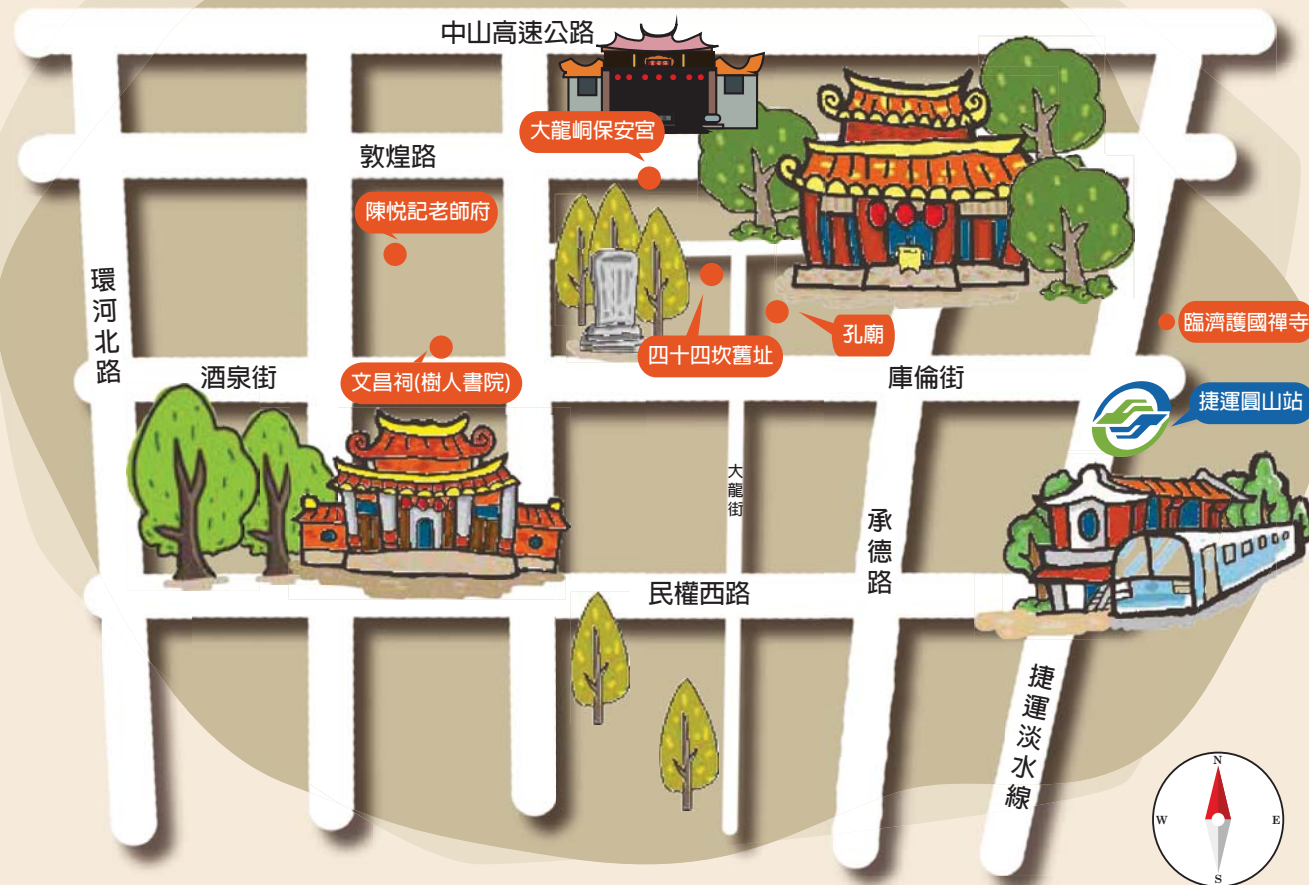 中山高速公路
大龍峒保安宮
敦煌路
陳悦記老師府
環河北路
臨濟護國禪寺
孔廟
四十四坎舊址
酒泉街
文昌祠(樹人書院)
庫倫街
捷運圓山站
大龍街
承德路
民權西路
捷運淡水線
N
W
E
S